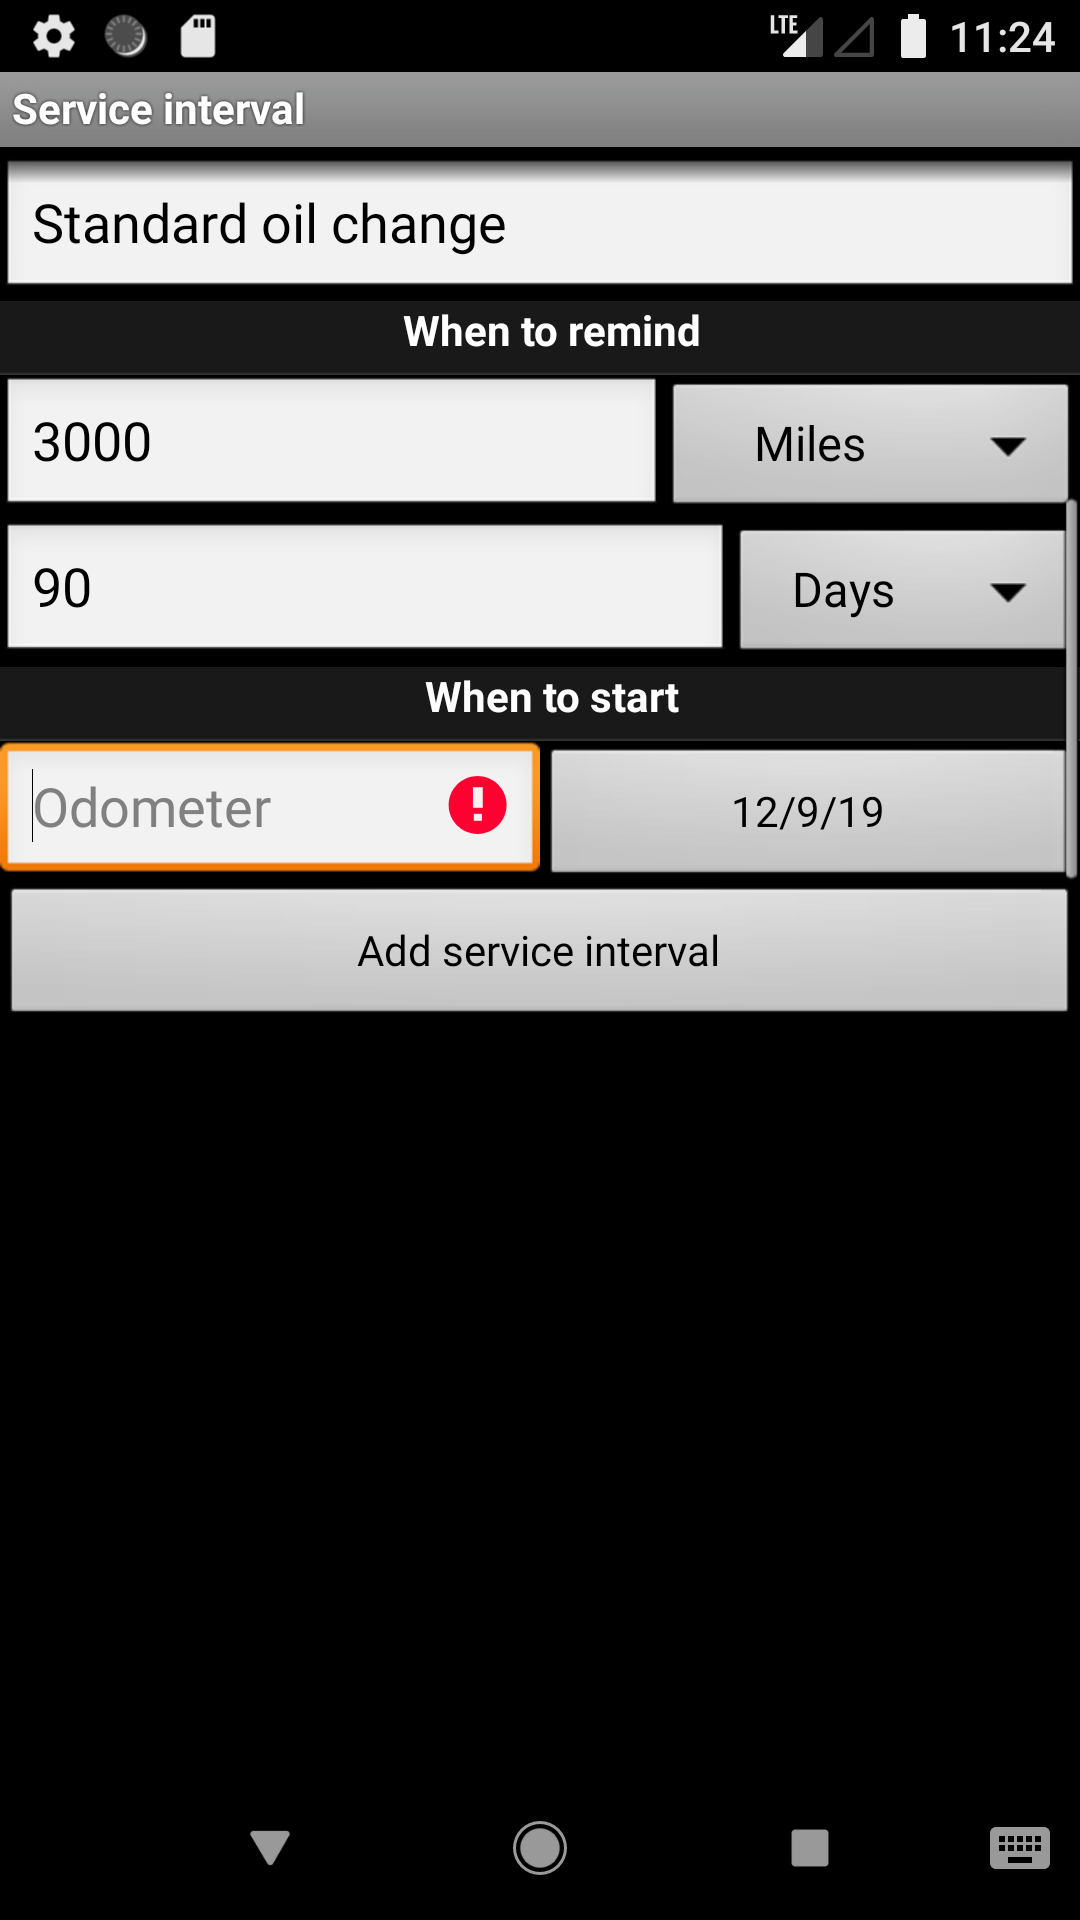 LTE 11:24
Service interval
Standard oil change
When to remind
3000 Miles
90 Days
When to start
Odometer 12/9/19
Add service interval